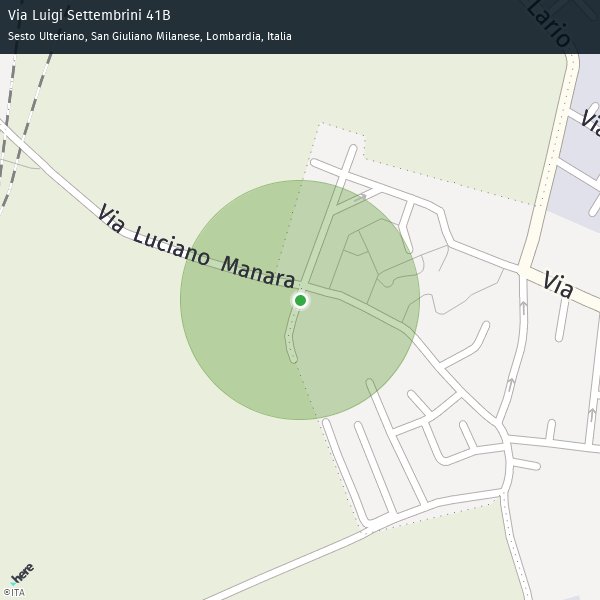 Via Luigi Settembrini 41B
Sesto Ulteriano, San Giuliano Milanese, Lombardia, Italia
Lario
Via
Via Luciano Manara
Via
here
©ITA